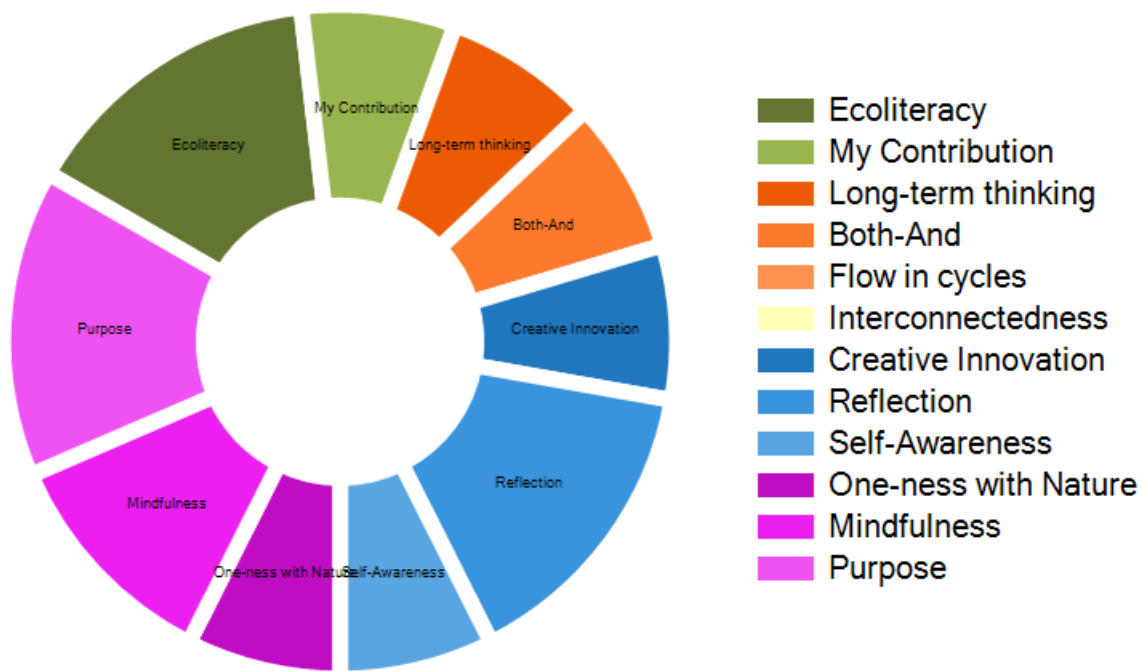 My Contribution
Ecoliteracy
Long-term thinking
Both-And
Purpose
Creative Innovation
Reflection
Mindfulness
One-ness with Nature
Self-Awareness
Ecoliteracy
My Contribution
Long-term thinking
Both-And
Flow in cycles
Interconnectedness
Creative Innovation
Reflection
Self-Awareness
One-ness with Nature
Mindfulness
Purpose